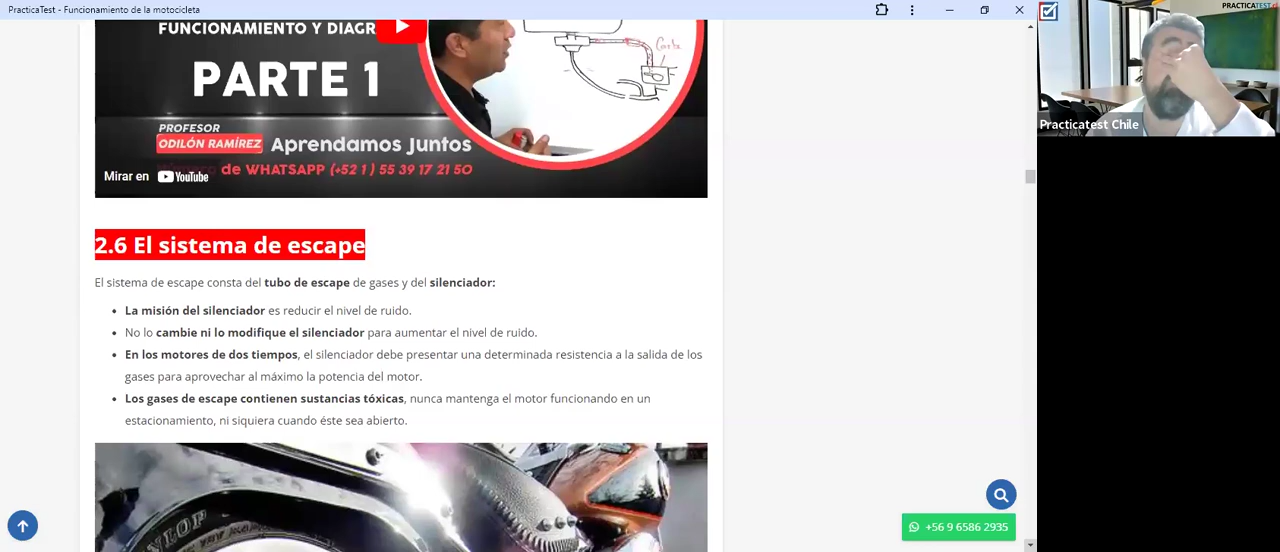 PracticaTest - Funcionamiento de la motocicleta
PRACTICATEST
FUNCIONAMIENTO Y DIAGR
Corte
PARTE 1
PROFESOR
ODILÓN RAMÍREZ
Aprendamos Juntos
de WHATSAPP (+52 1 ) 55 39 17 21 50
Mirar en YouTube
Practicatest Chile
2.6 El sistema de escape
El sistema de escape consta del tubo de escape de gases y del silenciador:
• La misión del silenciador es reducir el nivel de ruido.
• No lo cambie ni lo modifique el silenciador para aumentar el nivel de ruido.
• En los motores de dos tiempos, el silenciador debe presentar una determinada resistencia a la salida de los
gases para aprovechar al máximo la potencia del motor.
• Los gases de escape contienen sustancias tóxicas, nunca mantenga el motor funcionando en un
estacionamiento, ni siquiera cuando éste sea abierto.
+56 9 6586 2935